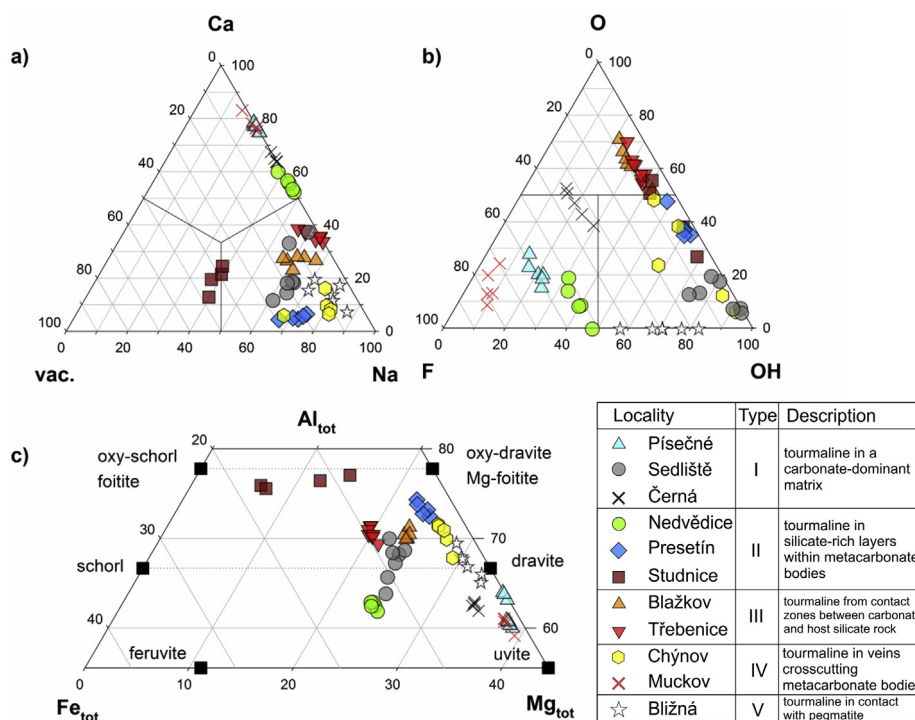 a)
Ca
0
100
20
80
40
60
60
40
80
20
100
0
0
20
40
60
80
100
vac.
Na
b)
O
0
100
20
80
40
60
60
40
80
20
100
0
0
20
40
60
80
100
F
OH
c)
Al_tot
20
80
oxy-schorl
foitite
oxy-dravite
Mg-foitite
30
70
schorl
dravite
40
60
feruvite
uvite
0
10
20
30
40
Fe_tot
Mg_tot
Locality Type Description
Písečné
Sedliště
Černá
I
tourmaline in a
carbonate-dominant
matrix
Nedvědice
Presetín
Studnice
II
tourmaline in
silicate-rich layers
within metacarbonate
bodies
Blažkov
Třebenice
III
tourmaline from contact
zones between carbonate
and host silicate rock
Chýnov
Muckov
IV
tourmaline in veins
crosscutting
metacarbonate bodie
Bližná
V
tourmaline in contact
with pegmatite